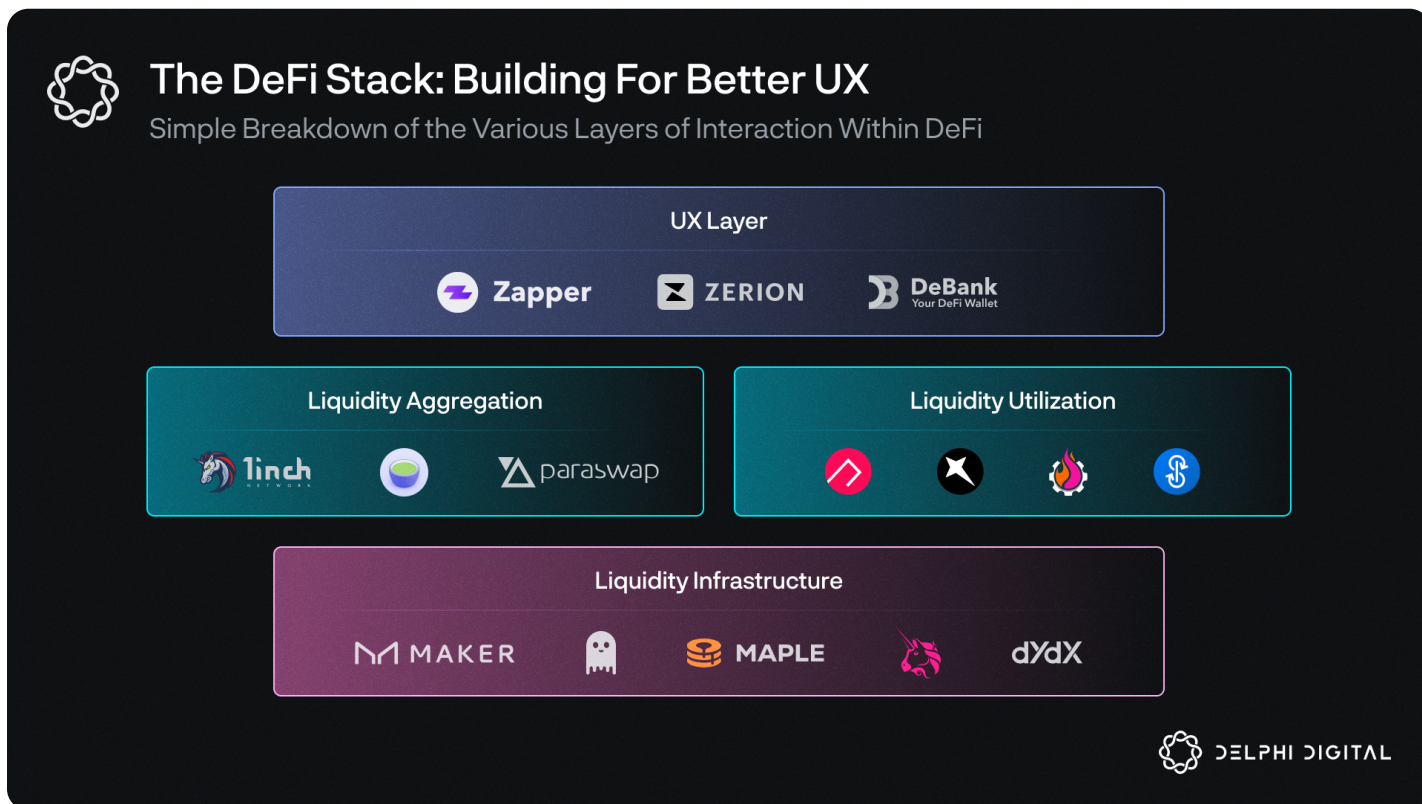 The DeFi Stack: Building For Better UX
Simple Breakdown of the Various Layers of Interaction Within DeFi
UX Layer
Zapper
ZERION
DeBank
Your DeFi Wallet
Liquidity Aggregation
1inch
NETWORK
paraswap
Liquidity Utilization
Liquidity Infrastructure
MAKER
MAPLE
dYdX
DELPHI DIGITAL